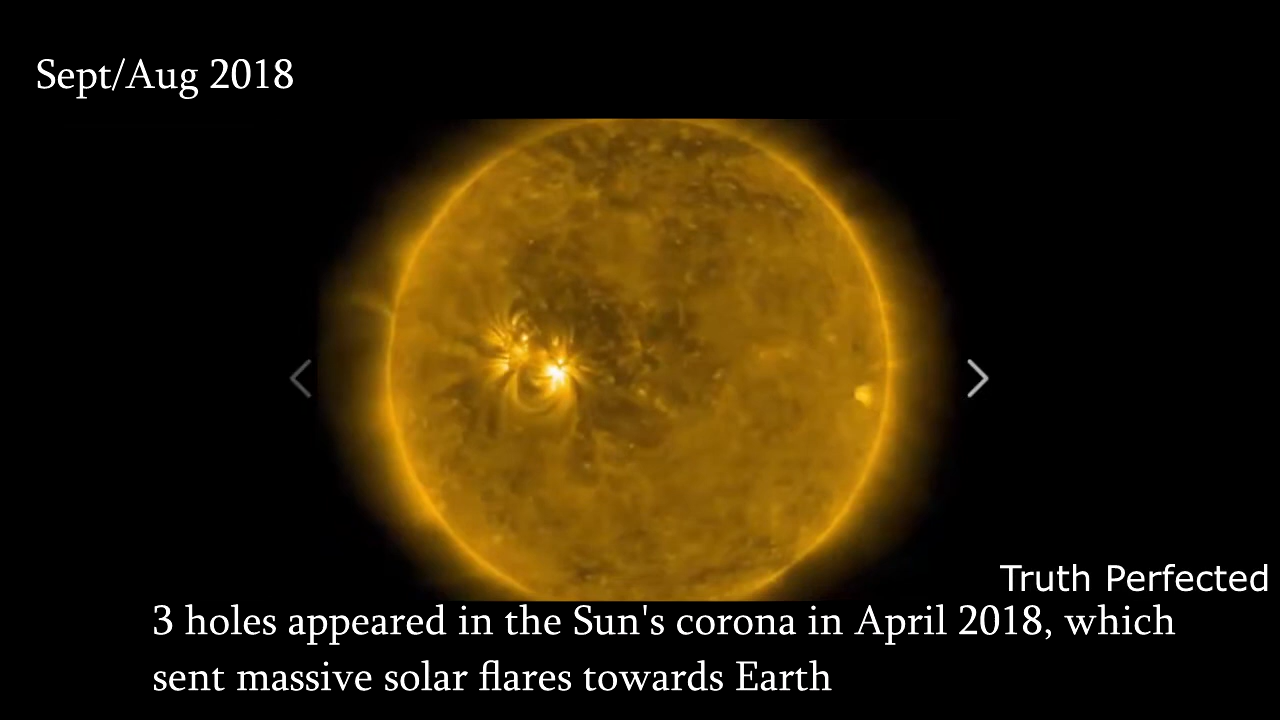 Sept/Aug 2018
Truth Perfected
3 holes appeared in the Sun's corona in April 2018, which
sent massive solar flares towards Earth